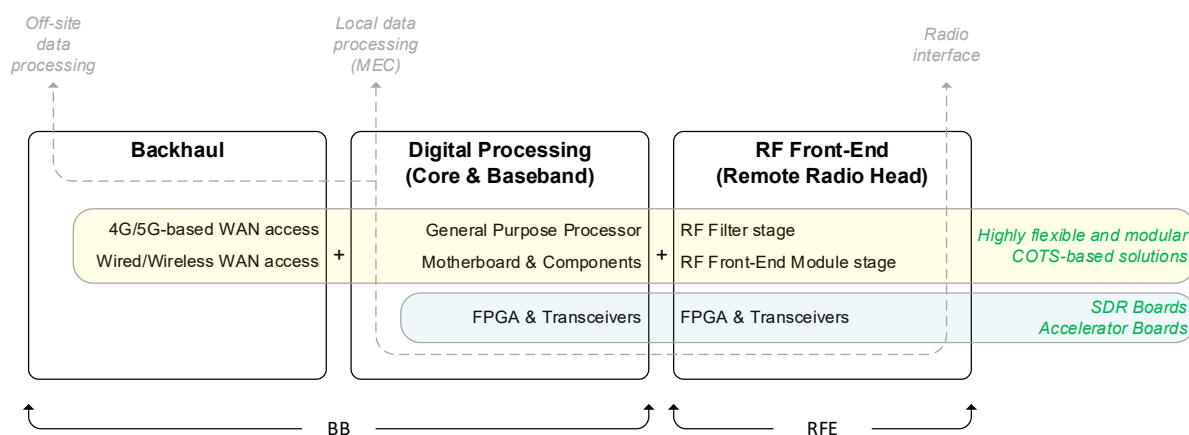 Off-site
data
processing
Local data
processing
(MEC)
Radio
interface
Backhaul
Digital Processing
(Core & Baseband)
RF Front-End
(Remote Radio Head)
4G/5G-based WAN access
Wired/Wireless WAN access
+
General Purpose Processor
Motherboard & Components
+
RF Filter stage
RF Front-End Module stage
Highly flexible and modular
COTS-based solutions
FPGA & Transceivers
FPGA & Transceivers
SDR Boards
Accelerator Boards
BB
RFE